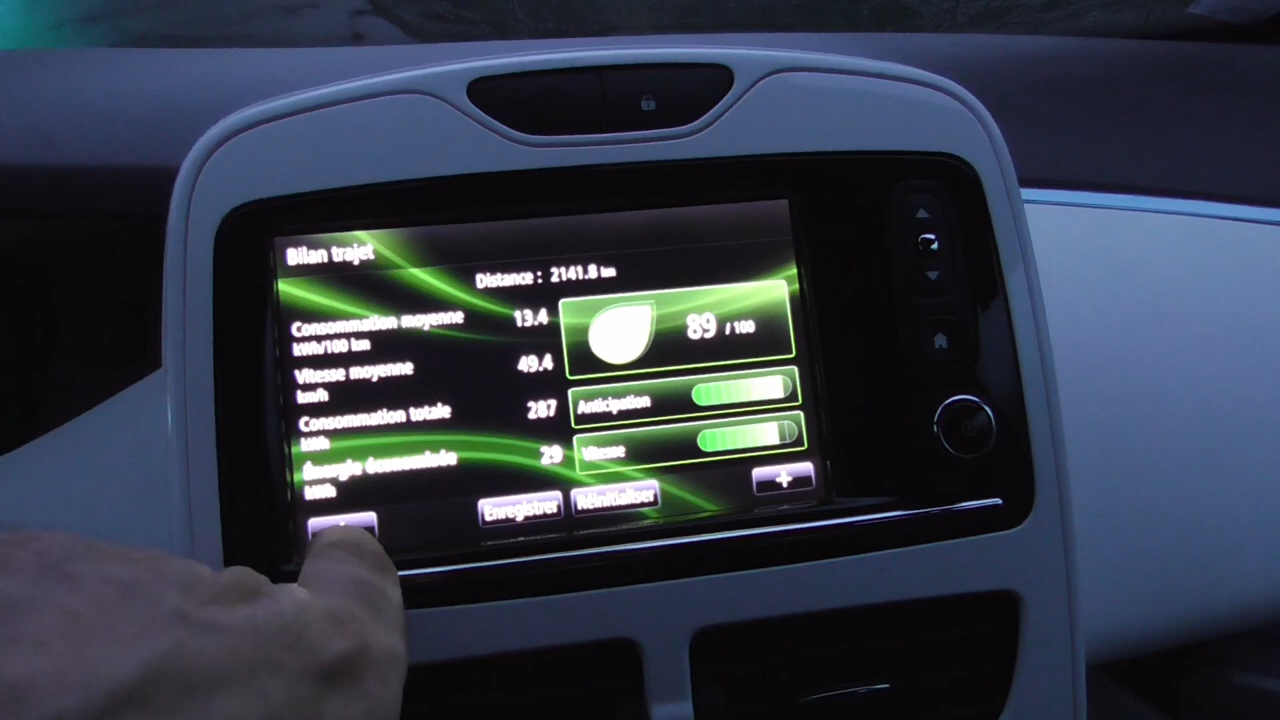 Bilan trajet
Distance : 2141.8 km
Consommation moyenne 13.4
kWh/100 km
Vitesse moyenne 49.4
km/h
Consommation totale 287
kWh
Énergie économisée 29
kWh
89 / 100
Anticipation
Vitesse
Enregistrer
Réinitialiser
+